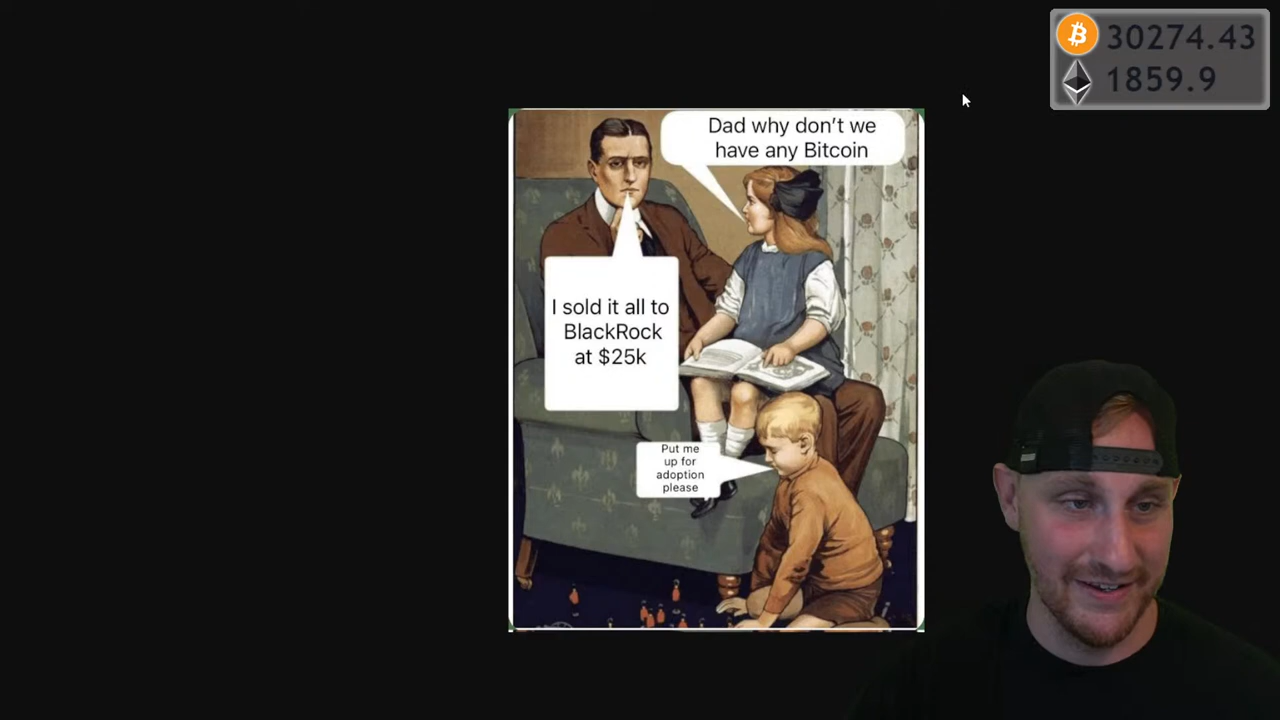 30274.43
1859.9
Dad why don't we
have any Bitcoin
I sold it all to
BlackRock
at $25k
Put me
up for
adoption
please